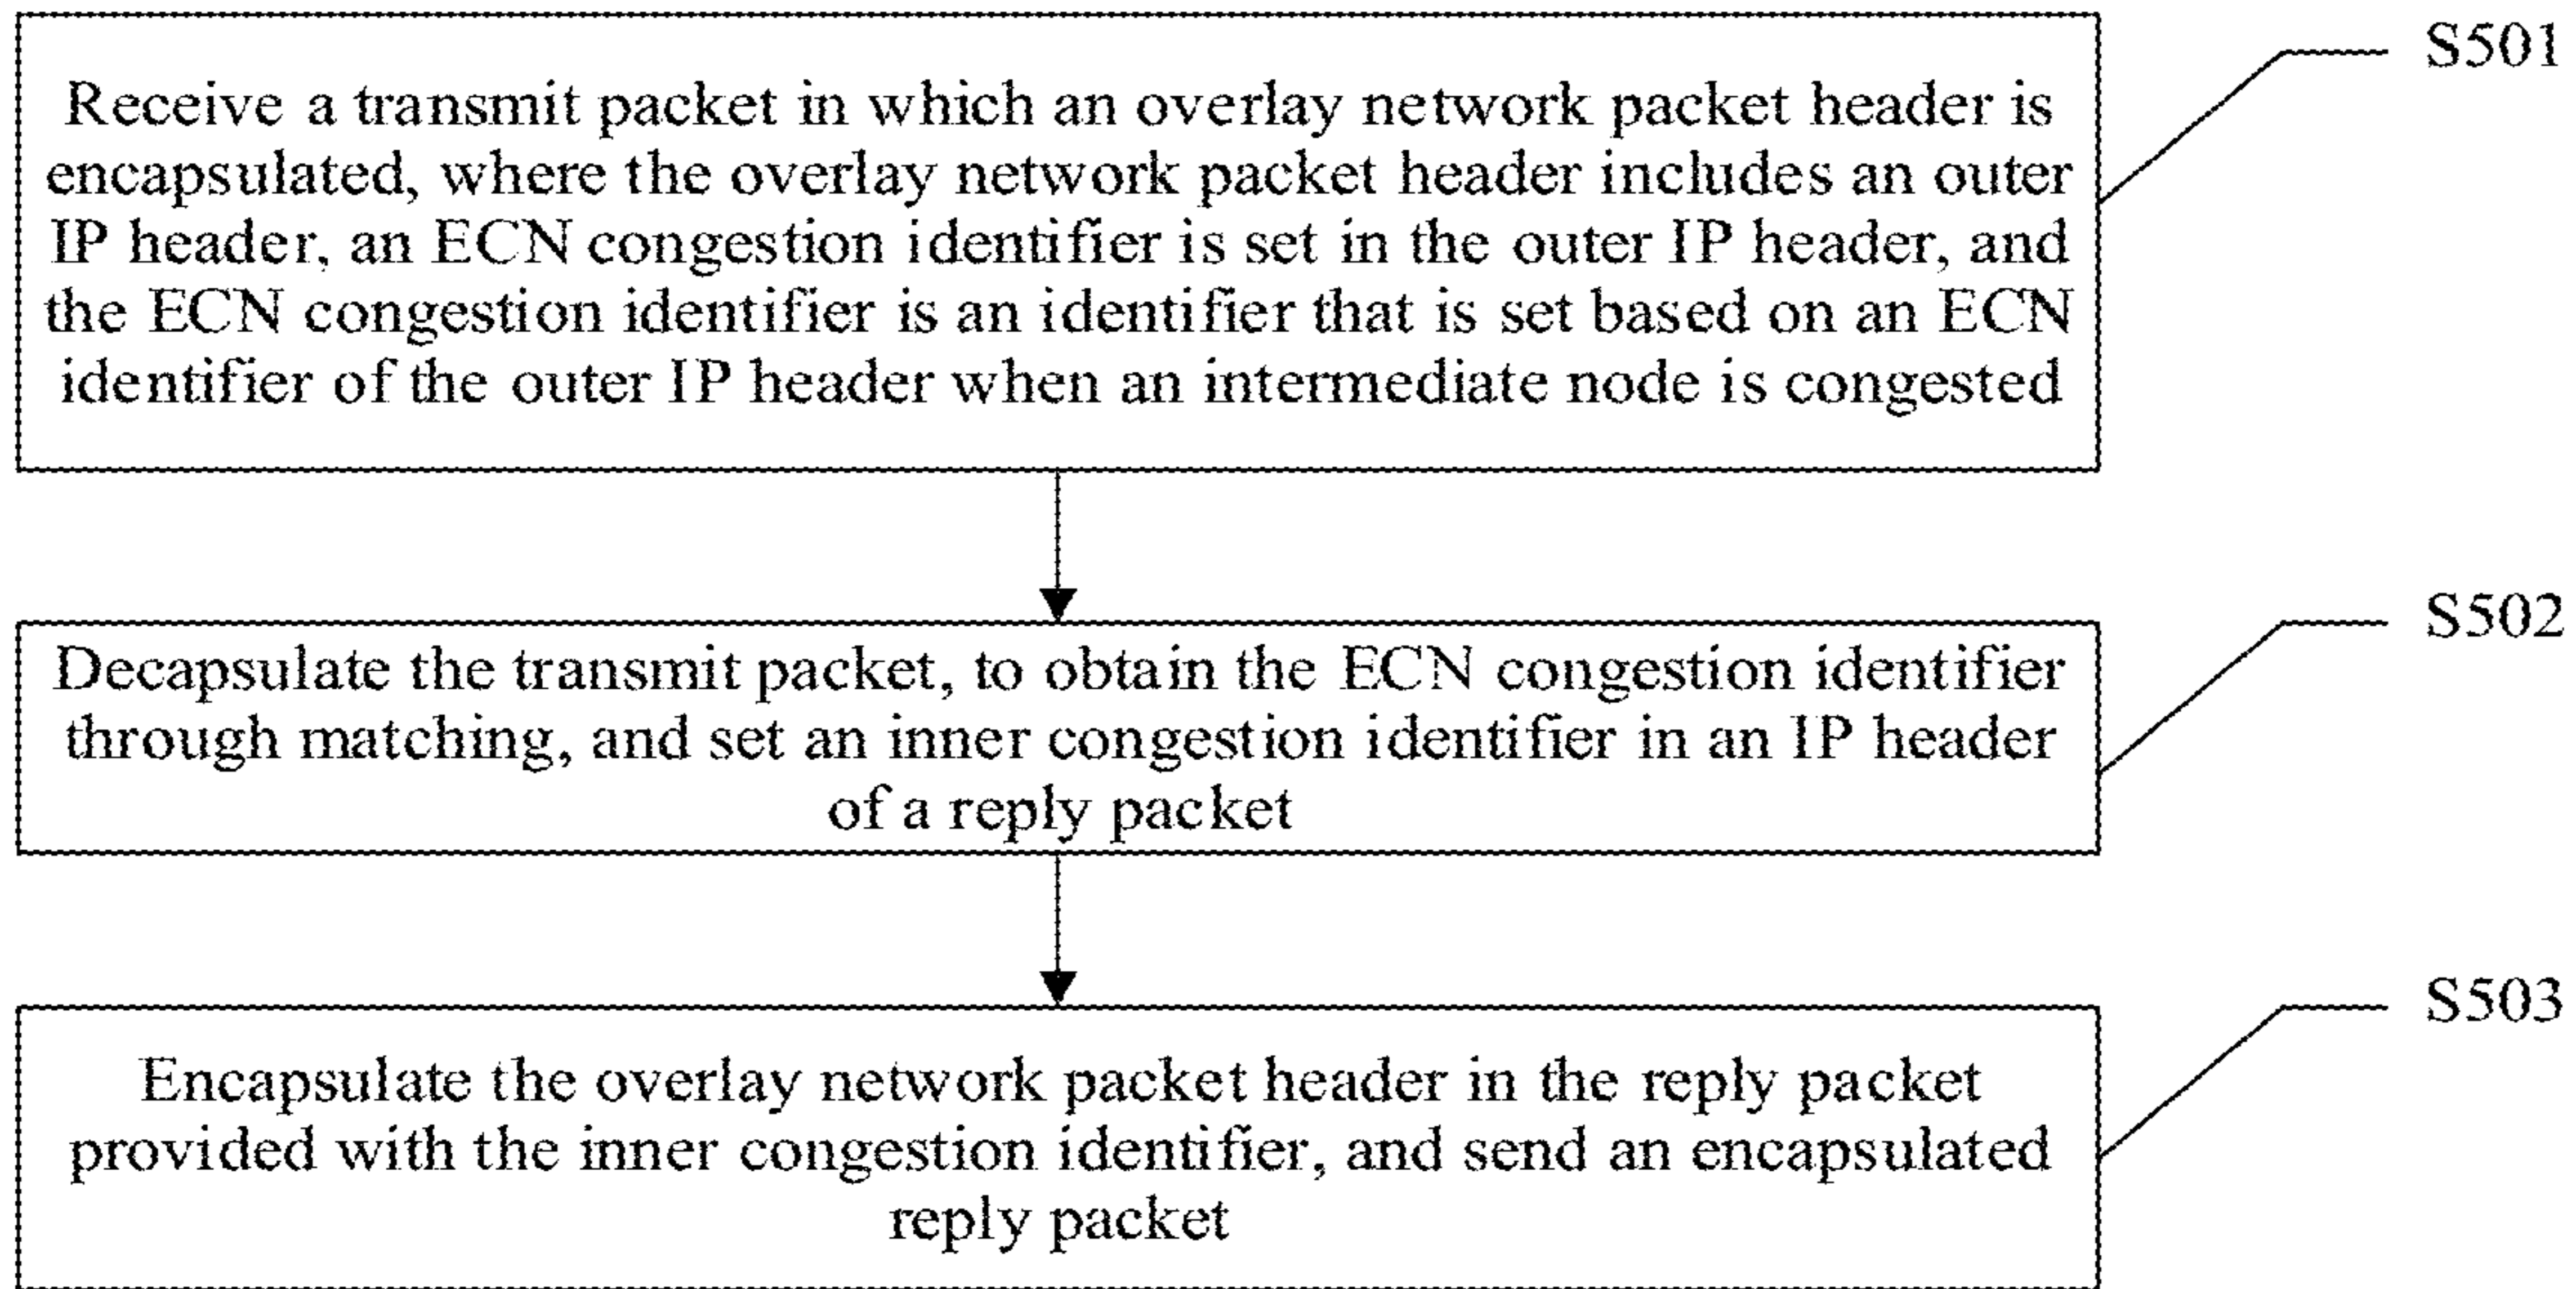 S501
Receive a transmit packet in which an overlay network packet header is
encapsulated, where the overlay network packet header includes an outer
IP header, an ECN congestion identifier is set in the outer IP header, and
the ECN congestion identifier is an identifier that is set based on an ECN
identifier of the outer IP header when an intermediate node is congested
S502
Decapsulate the transmit packet, to obtain the ECN congestion identifier
through matching, and set an inner congestion identifier in an IP header
of a reply packet
S503
Encapsulate the overlay network packet header in the reply packet
provided with the inner congestion identifier, and send an encapsulated
reply packet